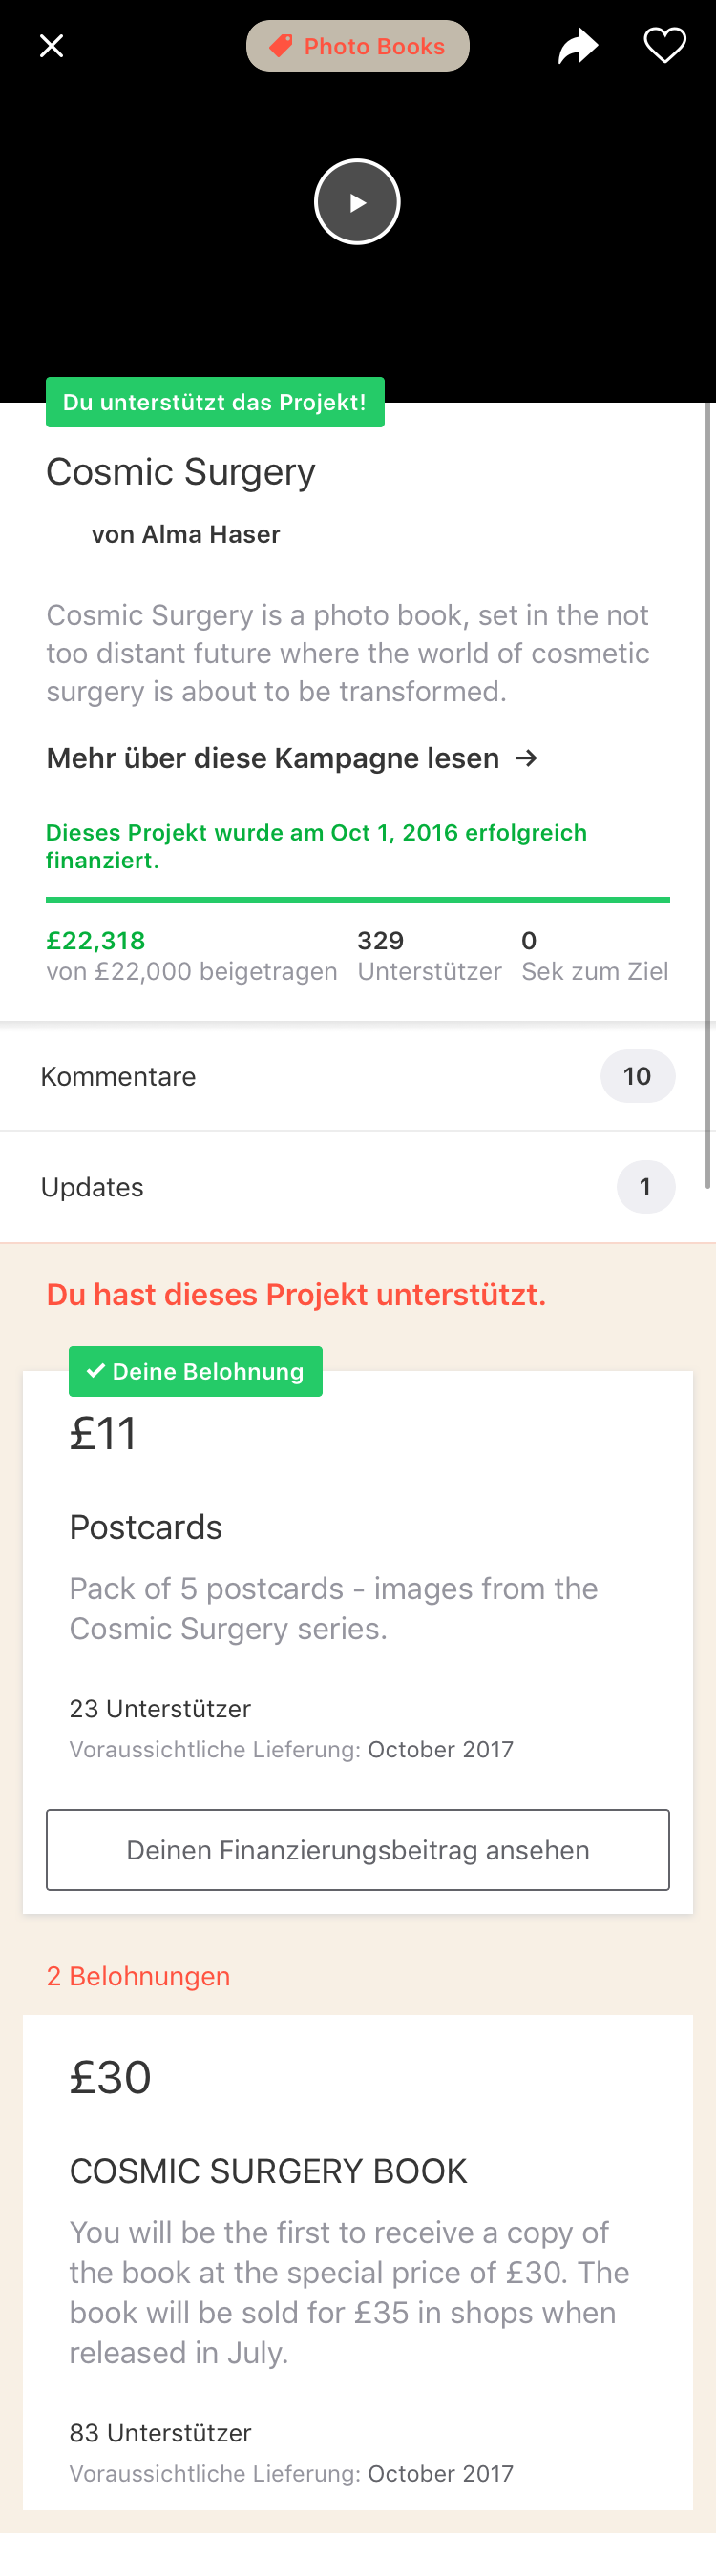 Photo Books
Du unterstützt das Projekt!
Cosmic Surgery
von Alma Haser
Cosmic Surgery is a photo book, set in the not
too distant future where the world of cosmetic
surgery is about to be transformed.
Mehr über diese Kampagne lesen →
Dieses Projekt wurde am Oct 1, 2016 erfolgreich
finanziert.
£22,318 329 0
von £22,000 beigetragen Unterstützer Sek zum Ziel
Kommentare 10
Updates 1
Du hast dieses Projekt unterstützt.
✓ Deine Belohnung
£11
Postcards
Pack of 5 postcards - images from the
Cosmic Surgery series.
23 Unterstützer
Voraussichtliche Lieferung: October 2017
Deinen Finanzierungsbeitrag ansehen
2 Belohnungen
£30
COSMIC SURGERY BOOK
You will be the first to receive a copy of
the book at the special price of £30. The
book will be sold for £35 in shops when
released in July.
83 Unterstützer
Voraussichtliche Lieferung: October 2017